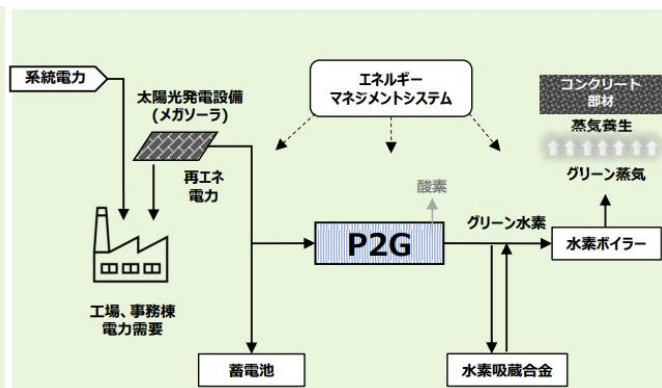 系統電力
太陽光発電設備
(メガソーラ)
エネルギー
マネジメントシステム
コンクリート
部材
蒸気養生
グリーン蒸気
再エネ
電力
酸素
P2G
グリーン水素
水素ボイラー
工場、事務棟
電力需要
蓄電池
水素吸蔵合金